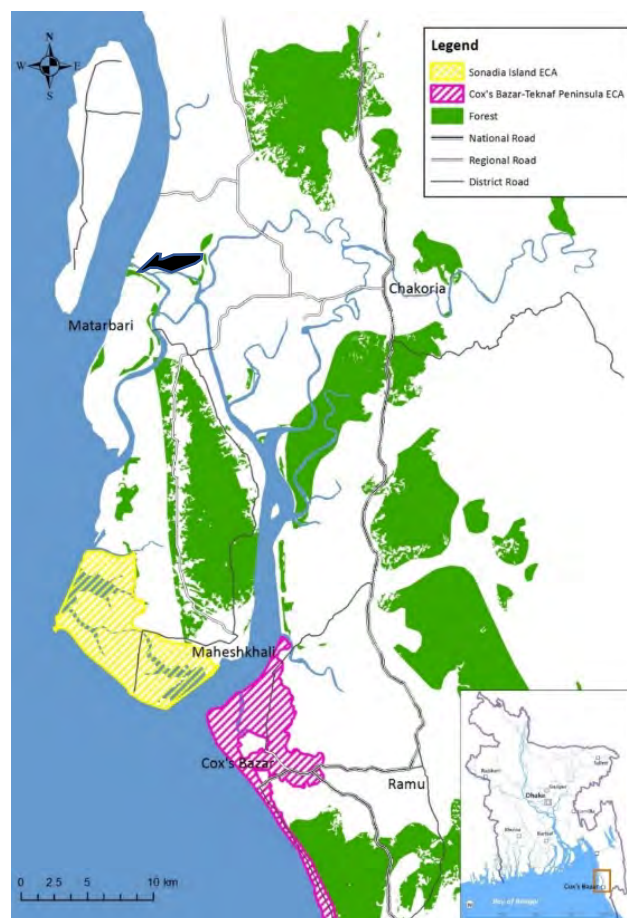 N
W E
S
Legend
Sonadia Island ECA
Cox's Bazar-Teknaf Peninsula ECA
Forest
National Road
Regional Road
District Road
Chakoria
Matarbari
Maheshkhali
Cox's Bazar
Ramu
Dhaka
Cox's Bazar
Bay of Bengal
0 2.5 5 10 km